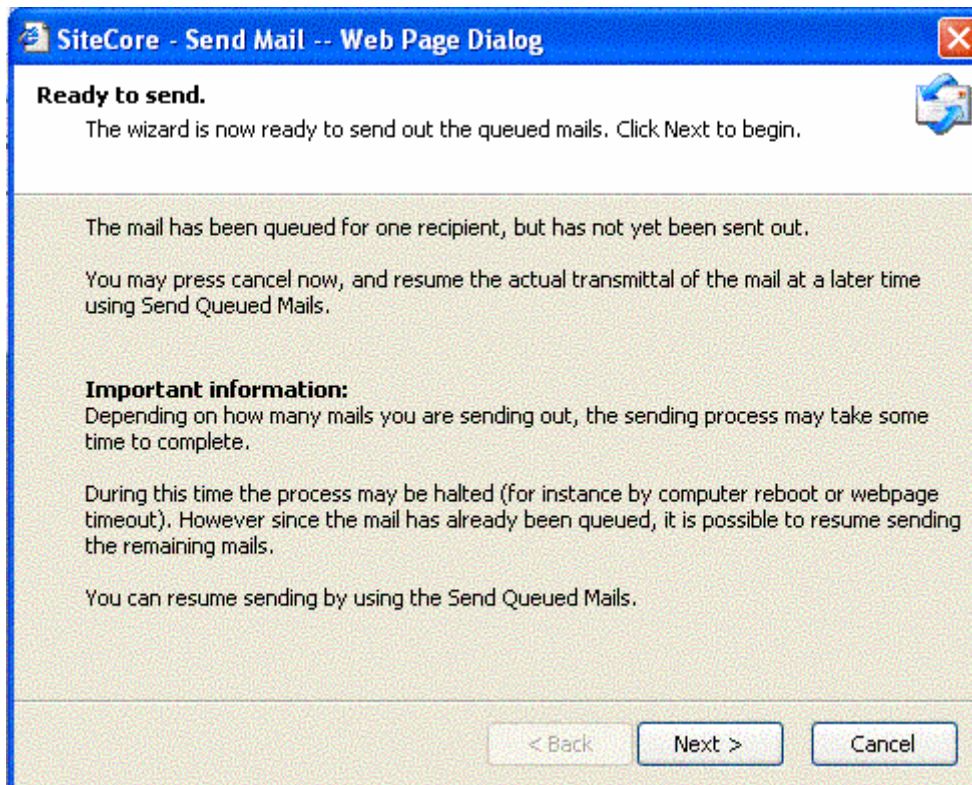 SiteCore - Send Mail -- Web Page Dialog
Ready to send.
The wizard is now ready to send out the queued mails. Click Next to begin.
The mail has been queued for one recipient, but has not yet been sent out.
You may press cancel now, and resume the actual transmittal of the mail at a later time
using Send Queued Mails.
Important information:
Depending on how many mails you are sending out, the sending process may take some
time to complete.
During this time the process may be halted (for instance by computer reboot or webpage
timeout). However since the mail has already been queued, it is possible to resume sending
the remaining mails.
You can resume sending by using the Send Queued Mails.
< Back Next > Cancel